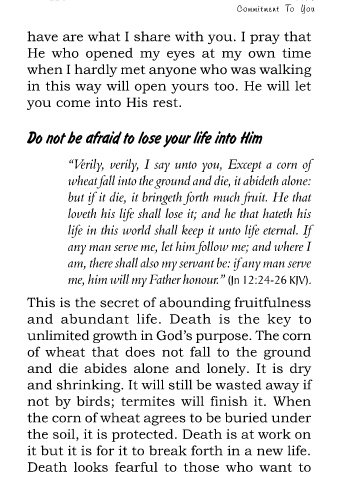 Commitment To You
have are what I share with you. I pray that
He who opened my eyes at my own time
when I hardly met anyone who was walking
in this way will open yours too. He will let
you come into His rest.
Do not be afraid to lose your life into Him
“Verily, verily, I say unto you, Except a corn of
wheat fall into the ground and die, it abideth alone:
but if it die, it bringeth forth much fruit. He that
loveth his life shall lose it; and he that hateth his
life in this world shall keep it unto life eternal. If
any man serve me, let him follow me; and where I
am, there shall also my servant be: if any man serve
me, him will my Father honour.” (Jn 12:24-26 KJV).
This is the secret of abounding fruitfulness
and abundant life. Death is the key to
unlimited growth in God’s purpose. The corn
of wheat that does not fall to the ground
and die abides alone and lonely. It is dry
and shrinking. It will still be wasted away if
not by birds; termites will finish it. When
the corn of wheat agrees to be buried under
the soil, it is protected. Death is at work on
it but it is for it to break forth in a new life.
Death looks fearful to those who want to